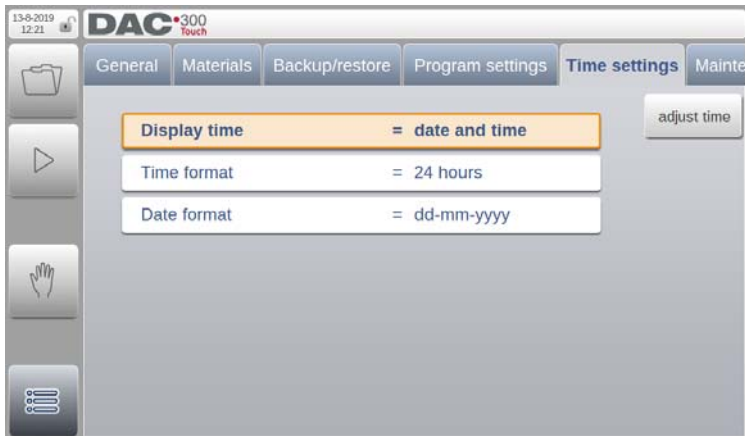 13-8-2019
12:21
DAC•300
Touch
General Materials Backup/restore Program settings Time settings Mainte
adjust time
Display time = date and time
Time format = 24 hours
Date format = dd-mm-yyyy